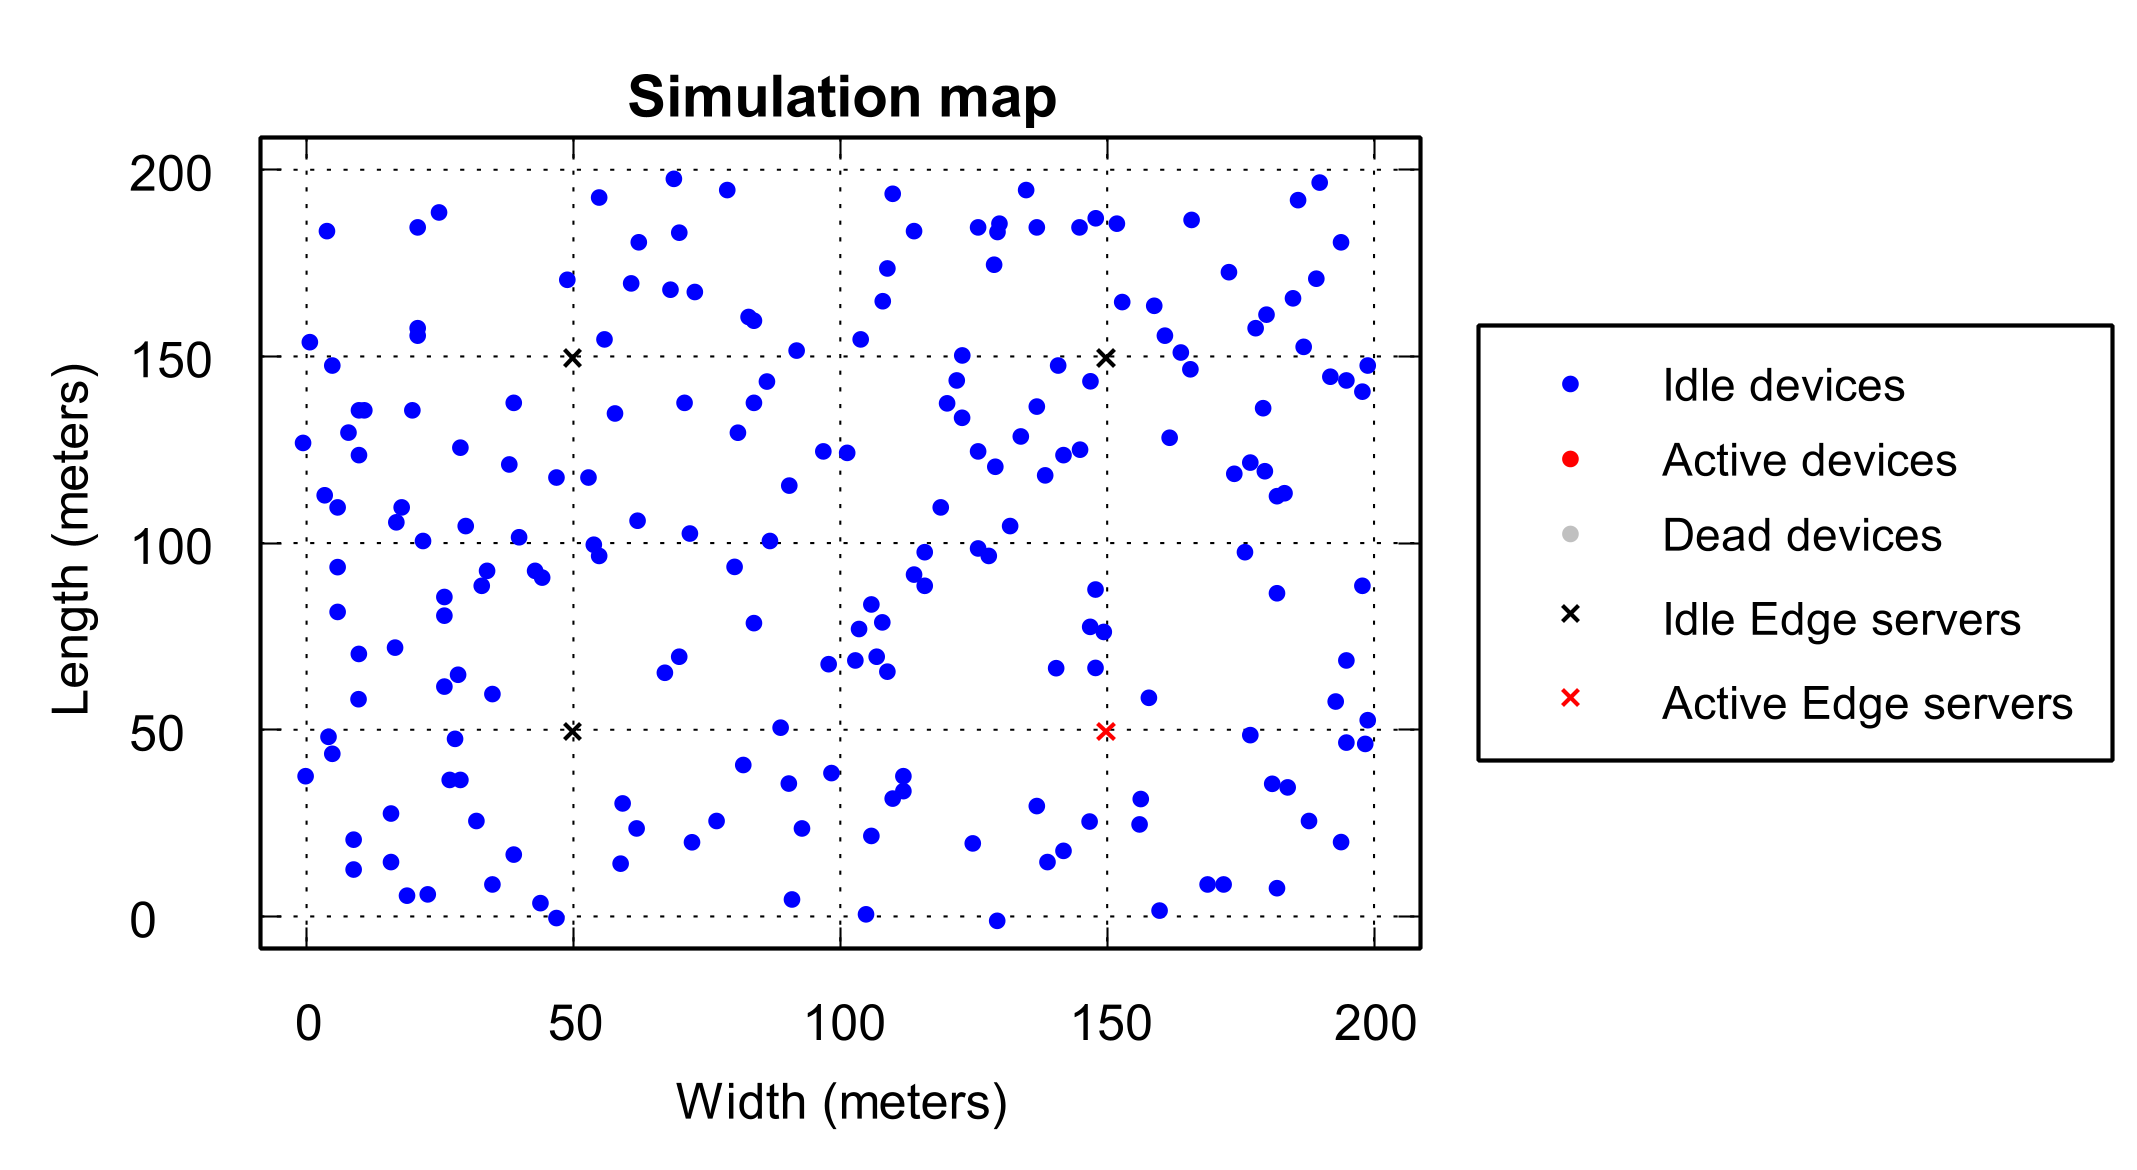 Simulation map
200
150
100
50
0
Length (meters)
0 50 100 150 200
Width (meters)
Idle devices
Active devices
Dead devices
Idle Edge servers
Active Edge servers